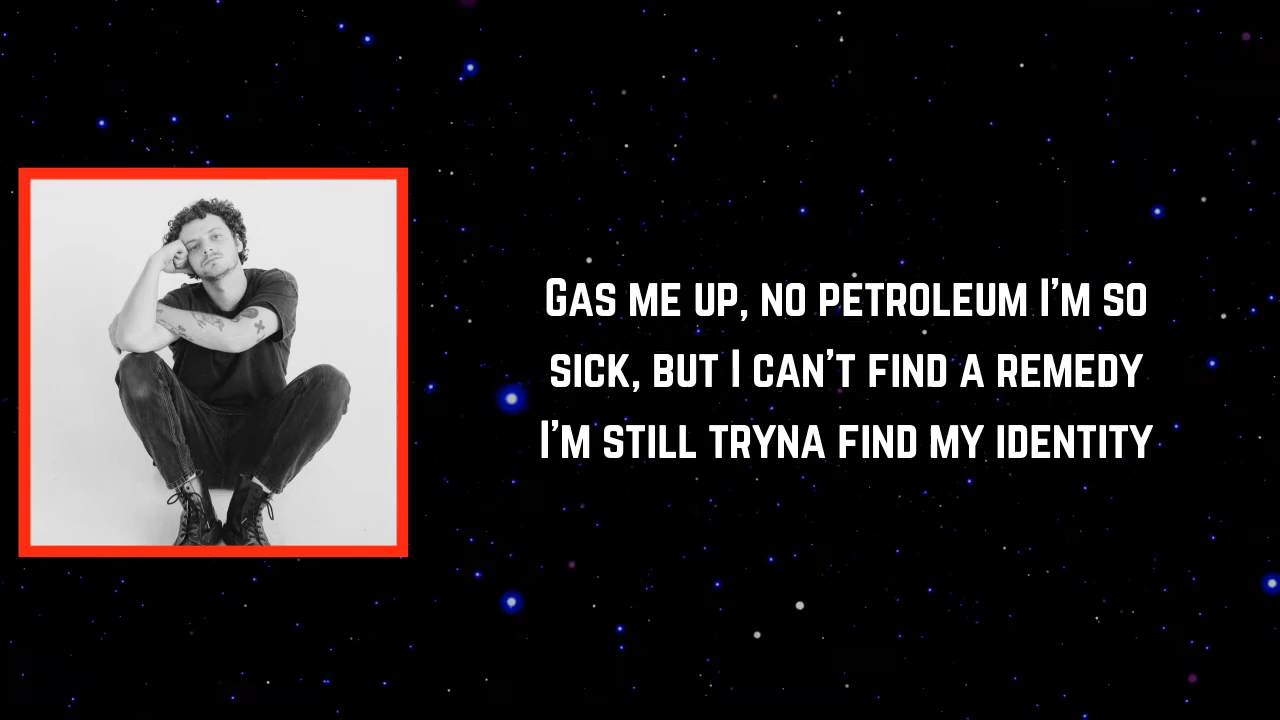 Gas me up, no petroleum I'm so
sick, but I can't find a remedy
I'm still tryna find my identity